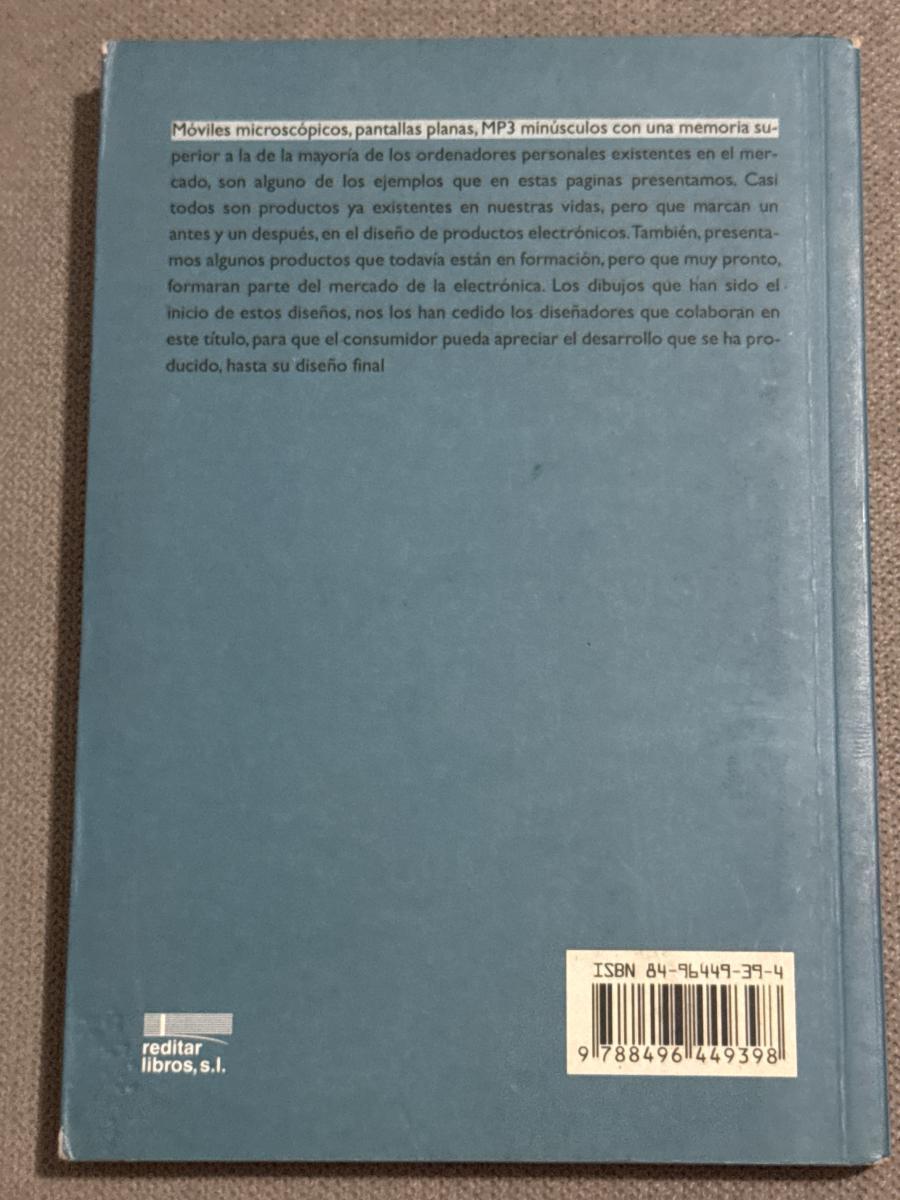 Móviles microscópicos, pantallas planas, MP3 minúsculos con una memoria su-
perior a la de la mayoría de los ordenadores personales existentes en el mer-
cado, son alguno de los ejemplos que en estas paginas presentamos. Casi
todos son productos ya existentes en nuestras vidas, pero que marcan un
antes y un después, en el diseño de productos electrónicos. También, presenta-
mos algunos productos que todavía están en formación, pero que muy pronto,
formaran parte del mercado de la electrónica. Los dibujos que han sido el
inicio de estos diseños, nos los han cedido los diseñadores que colaboran en
este título, para que el consumidor pueda apreciar el desarrollo que se ha pro-
ducido, hasta su diseño final
ISBN 84-96449-39-4
9 788496 449398
reditar
libros, s.l.